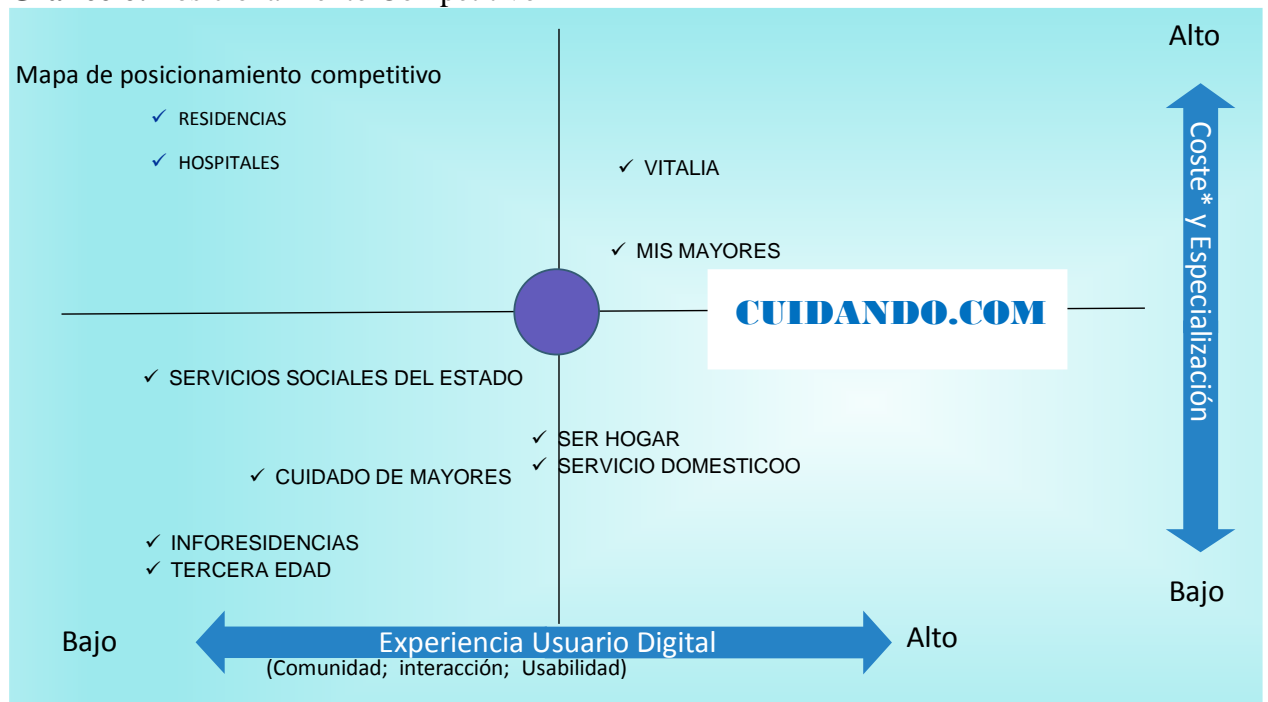 Mapa de posicionamiento competitivo
Alto
✓ RESIDENCIAS
✓ HOSPITALES
✓ VITALIA
✓ MIS MAYORES
CUIDANDO.COM
Coste* y Especialización
✓ SERVICIOS SOCIALES DEL ESTADO
✓ SER HOGAR
✓ SERVICIO DOMESTICOO
✓ CUIDADO DE MAYORES
✓ INFORESIDENCIAS
✓ TERCERA EDAD
Bajo
Bajo
Experiencia Usuario Digital
Alto
(Comunidad; interacción; Usabilidad)